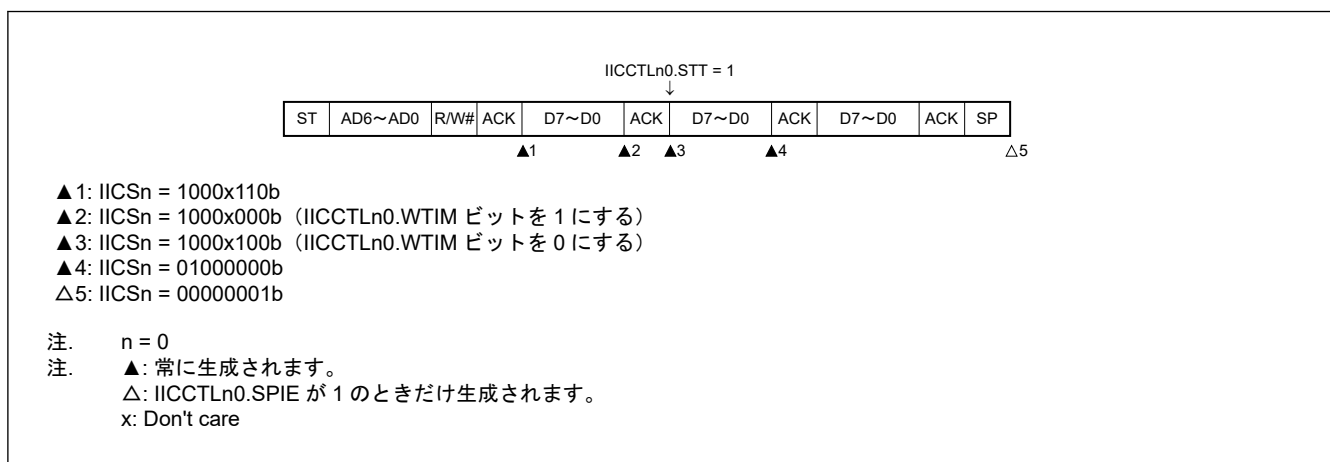 IICCTLn0.STT = 1
↓
ST AD6～AD0 R/W# ACK D7～D0 ACK D7～D0 ACK D7～D0 ACK SP
▲1 ▲2 ▲3 ▲4 △5
▲1: IICSn = 1000x110b
▲2: IICSn = 1000x000b（IICCTLn0.WTIM ビットを 1 にする）
▲3: IICSn = 1000x100b（IICCTLn0.WTIM ビットを 0 にする）
▲4: IICSn = 01000000b
△5: IICSn = 00000001b
注. n = 0
注. ▲: 常に生成されます。
△: IICCTLn0.SPIE が 1 のときだけ生成されます。
x: Don't care